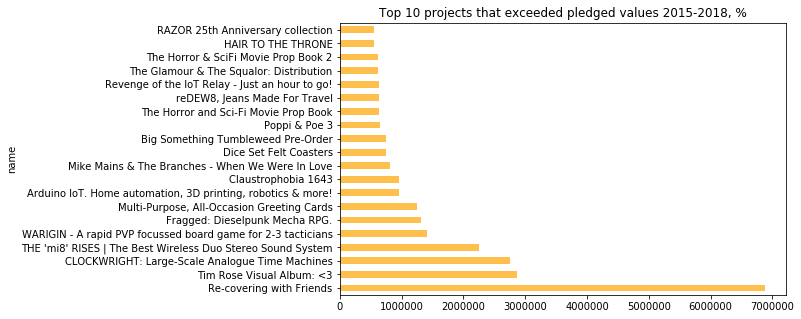 Top 10 projects that exceeded pledged values 2015-2018, %
RAZOR 25th Anniversary collection
HAIR TO THE THRONE
The Horror & SciFi Movie Prop Book 2
The Glamour & The Squalor: Distribution
Revenge of the IoT Relay - Just an hour to go!
reDEW8, Jeans Made For Travel
The Horror and Sci-Fi Movie Prop Book
Poppi & Poe 3
Big Something Tumbleweed Pre-Order
Dice Set Felt Coasters
Mike Mains & The Branches - When We Were In Love
Claustrophobia 1643
Arduino IoT. Home automation, 3D printing, robotics & more!
Multi-Purpose, All-Occasion Greeting Cards
Fragged: Dieselpunk Mecha RPG.
WARIGIN - A rapid PVP focussed board game for 2-3 tacticians
THE 'mi8' RISES | The Best Wireless Duo Stereo Sound System
CLOCKWRIGHT: Large-Scale Analogue Time Machines
Tim Rose Visual Album: <3
Re-covering with Friends
name
0 1000000 2000000 3000000 4000000 5000000 6000000 7000000